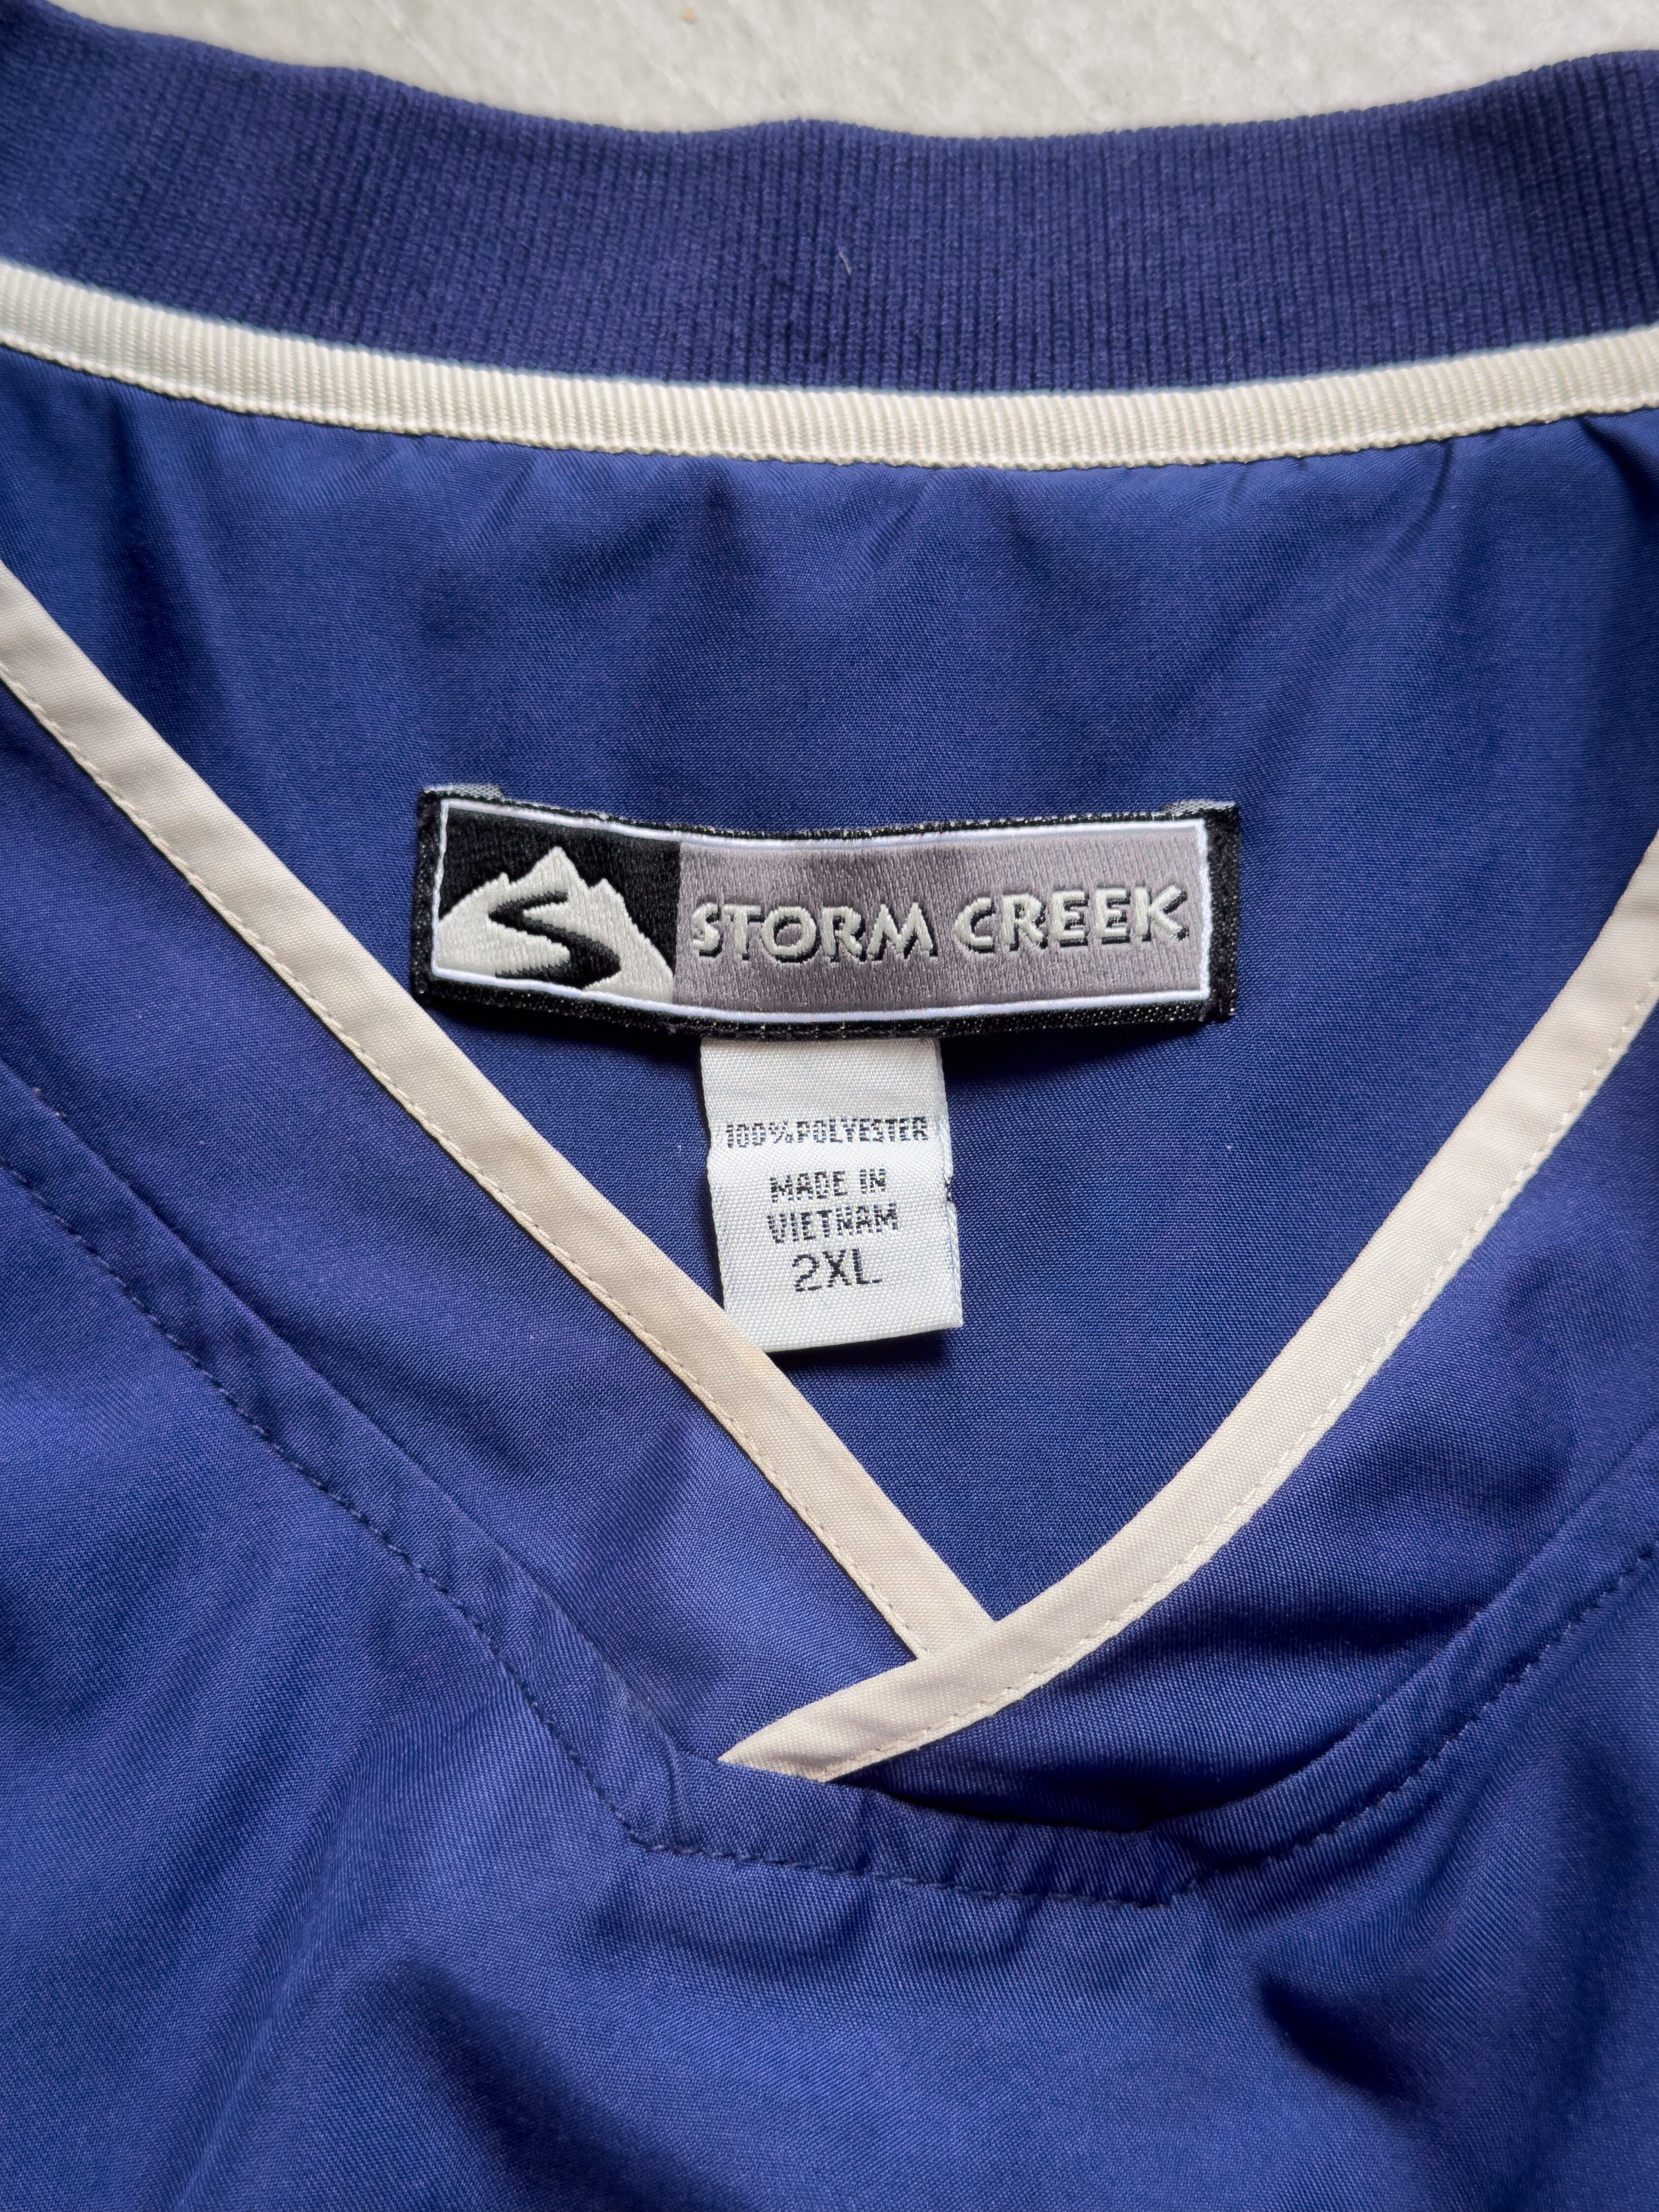 STORM CREEK
100%POLYESTER
MADE IN
VIETNAM
2XL